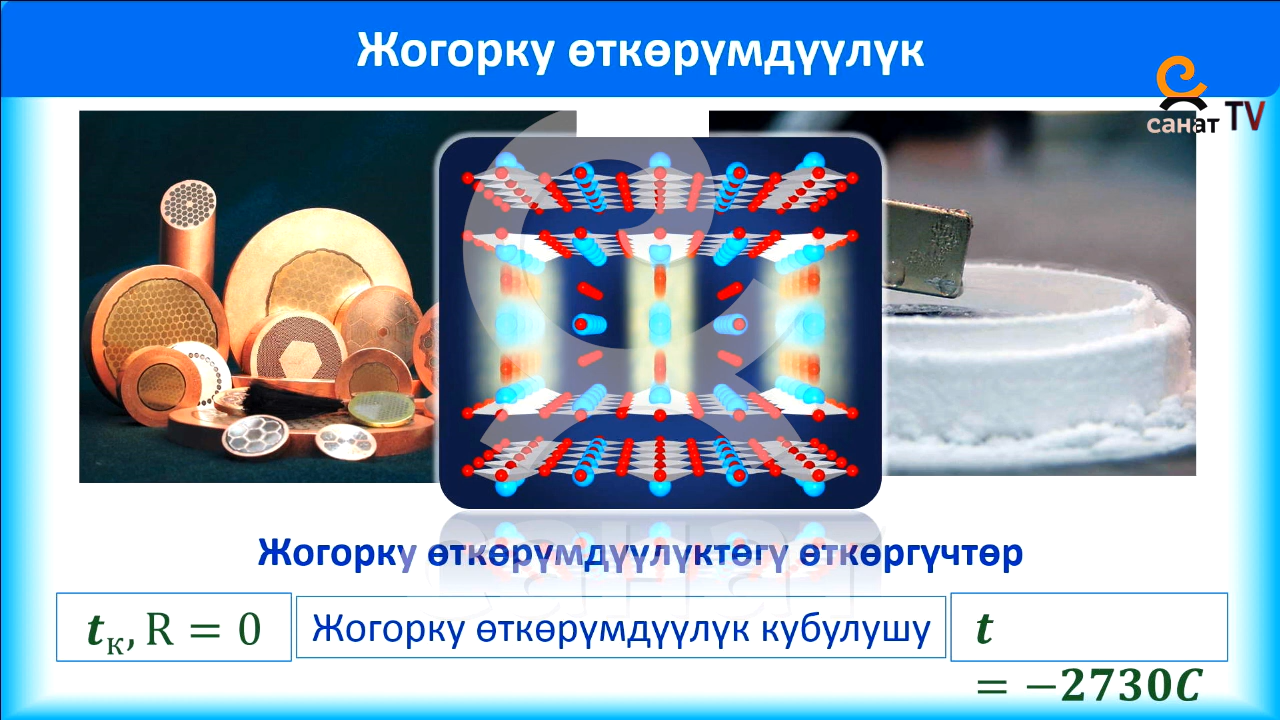 Жогорку өткөрүмдүүлүк
санат TV
Жогорку өткөрүмдүүлүктөгү өткөргүчтөр
tк, R = 0
Жогорку өткөрүмдүүлүк кубулушу
t
= −2730C